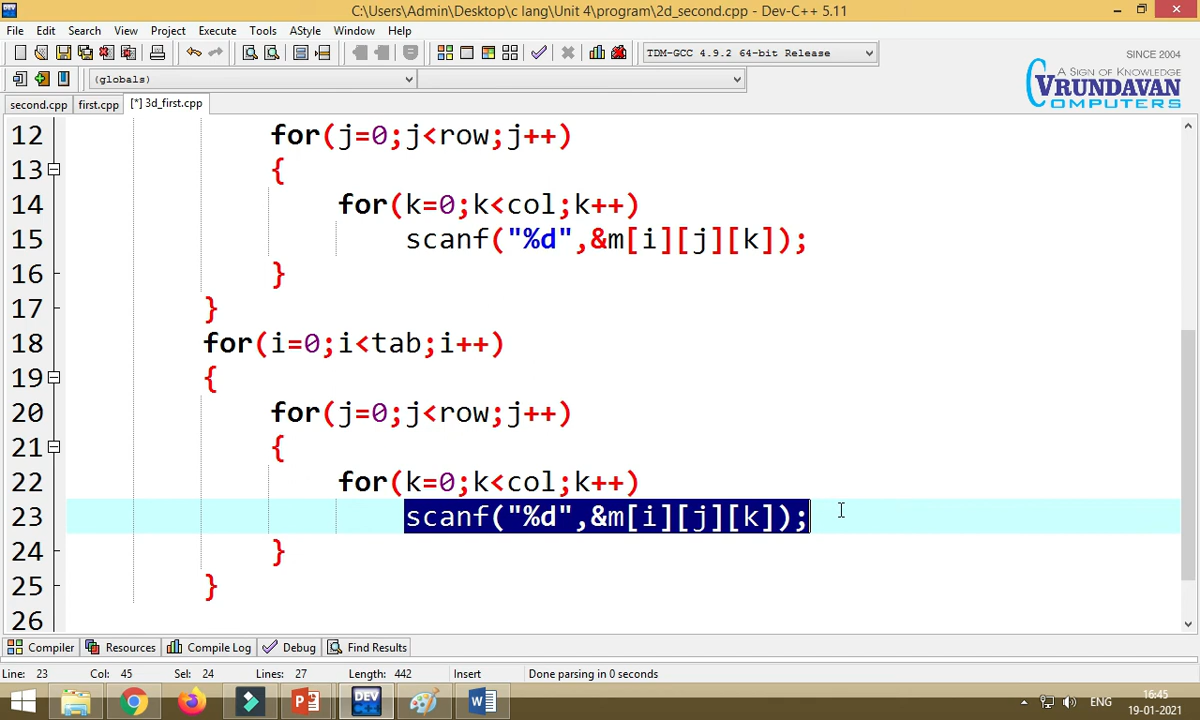 C:\Users\Admin\Desktop\c lang\Unit 4\program\2d_second.cpp - Dev-C++ 5.11
File Edit Search View Project Execute Tools AStyle Window Help
TDM-GCC 4.9.2 64-bit Release
SINCE 2004
(globals)
A SIGN OF KNOWLEDGE
VRUNDAVAN
COMPUTERS
second.cpp first.cpp [*] 3d_first.cpp
12 for(j=0;j<row;j++)
13 {
14 for(k=0;k<col;k++)
15 scanf("%d",&m[i][j][k]);
16 }
17 }
18 for(i=0;i<tab;i++)
19 {
20 for(j=0;j<row;j++)
21 {
22 for(k=0;k<col;k++)
23 scanf("%d",&m[i][j][k]);
24 }
25 }
26
Compiler Resources Compile Log Debug Find Results
Line: 23 Col: 45 Sel: 24 Lines: 27 Length: 442 Insert Done parsing in 0 seconds
DEV
ENG
16:45
19-01-2021